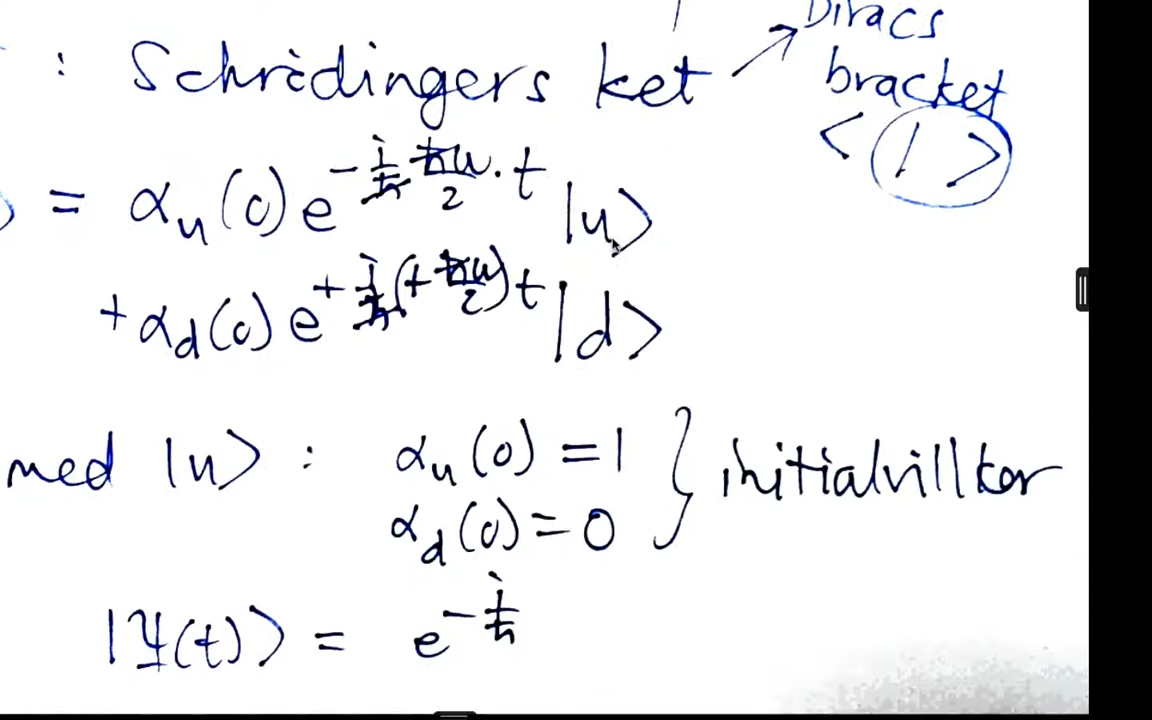 : Schrödingers ket
Diracs
bracket
< | >
= α_u(0) e^{-i/ħ ħω/2 · t} |u>
+ α_d(0) e^{+i/ħ (+ħω/2) t} |d>
med |u> : α_u(0) = 1
α_d(0) = 0
} initialvillkor
|Ψ(t)> = e^{-i/ħ}